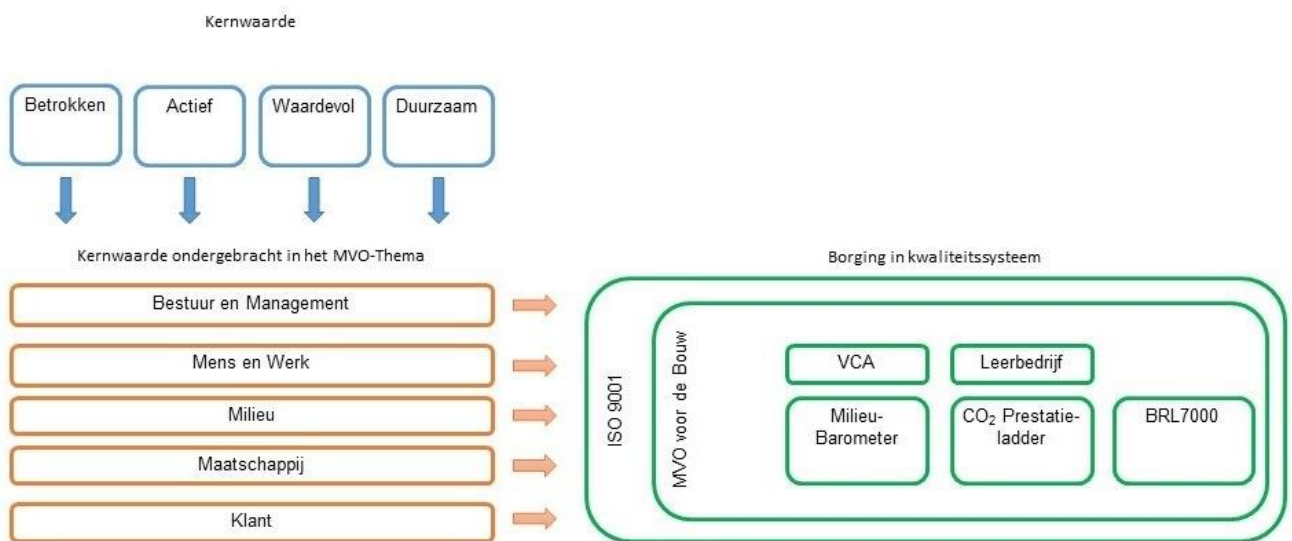 Kernwaarde
Betrokken
Actief
Waardevol
Duurzaam
Kernwaarde ondergebracht in het MVO-Thema
Bestuur en Management
Mens en Werk
Milieu
Maatschappij
Klant
Borging in kwaliteitssysteem
ISO 9001
MVO voor de Bouw
VCA
Leerbedrijf
Milieu-
Barometer
CO₂ Prestatie-
ladder
BRL7000